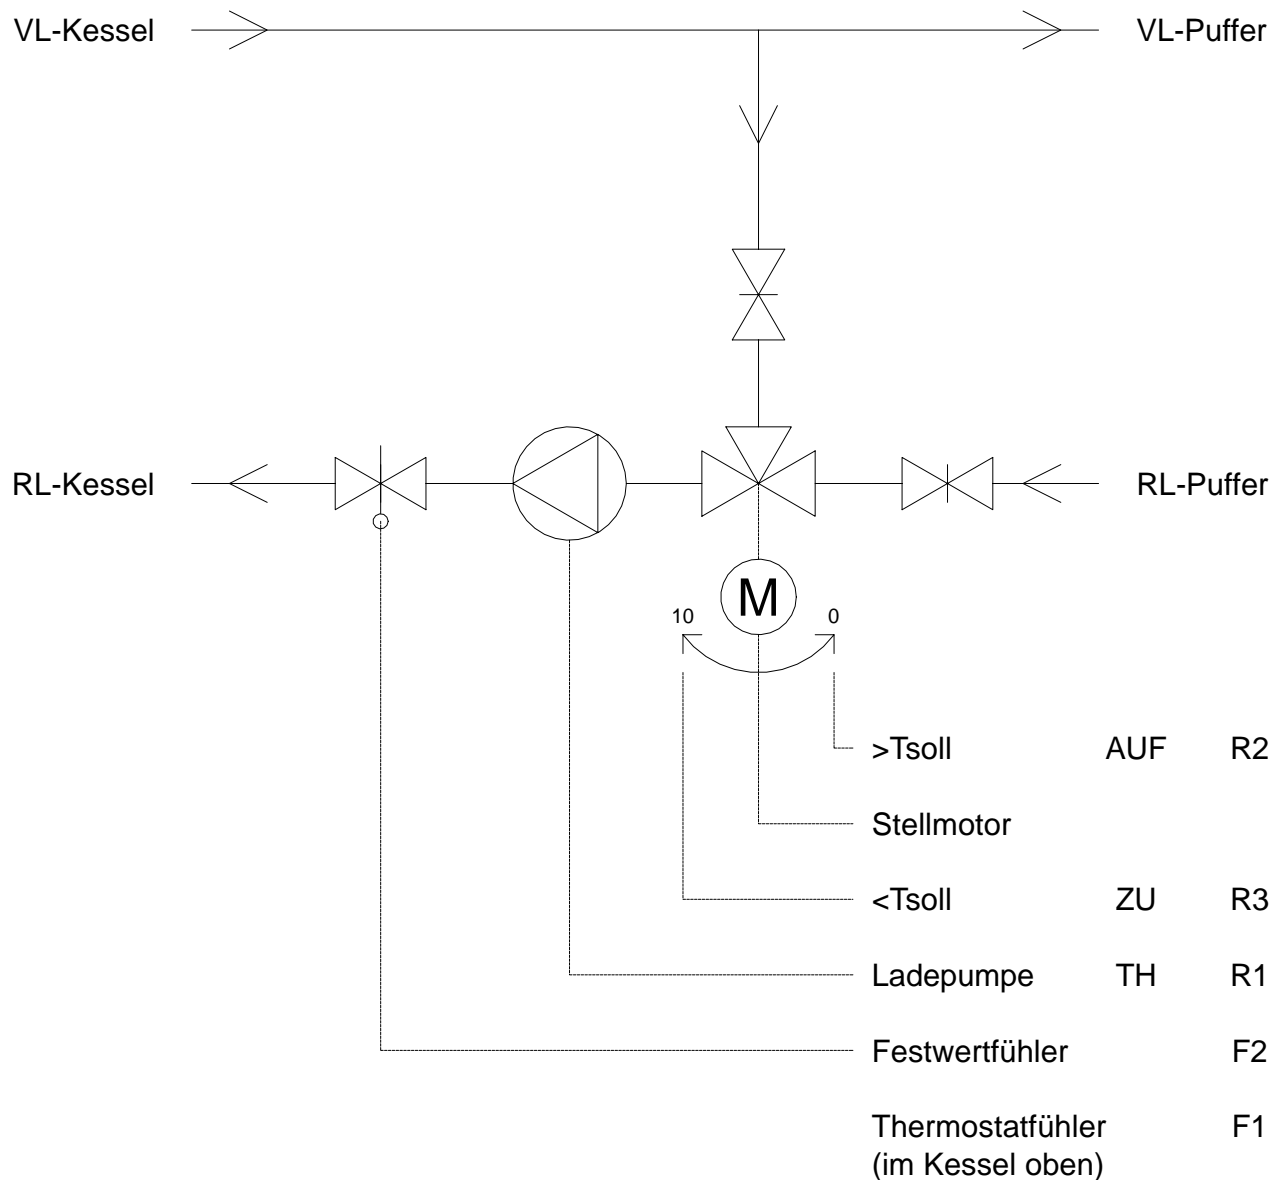 VL-Kessel VL-Puffer
RL-Kessel RL-Puffer
M
10 0
>Tsoll AUF R2
Stellmotor
<Tsoll ZU R3
Ladepumpe TH R1
Festwertfühler F2
Thermostatfühler F1
(im Kessel oben)